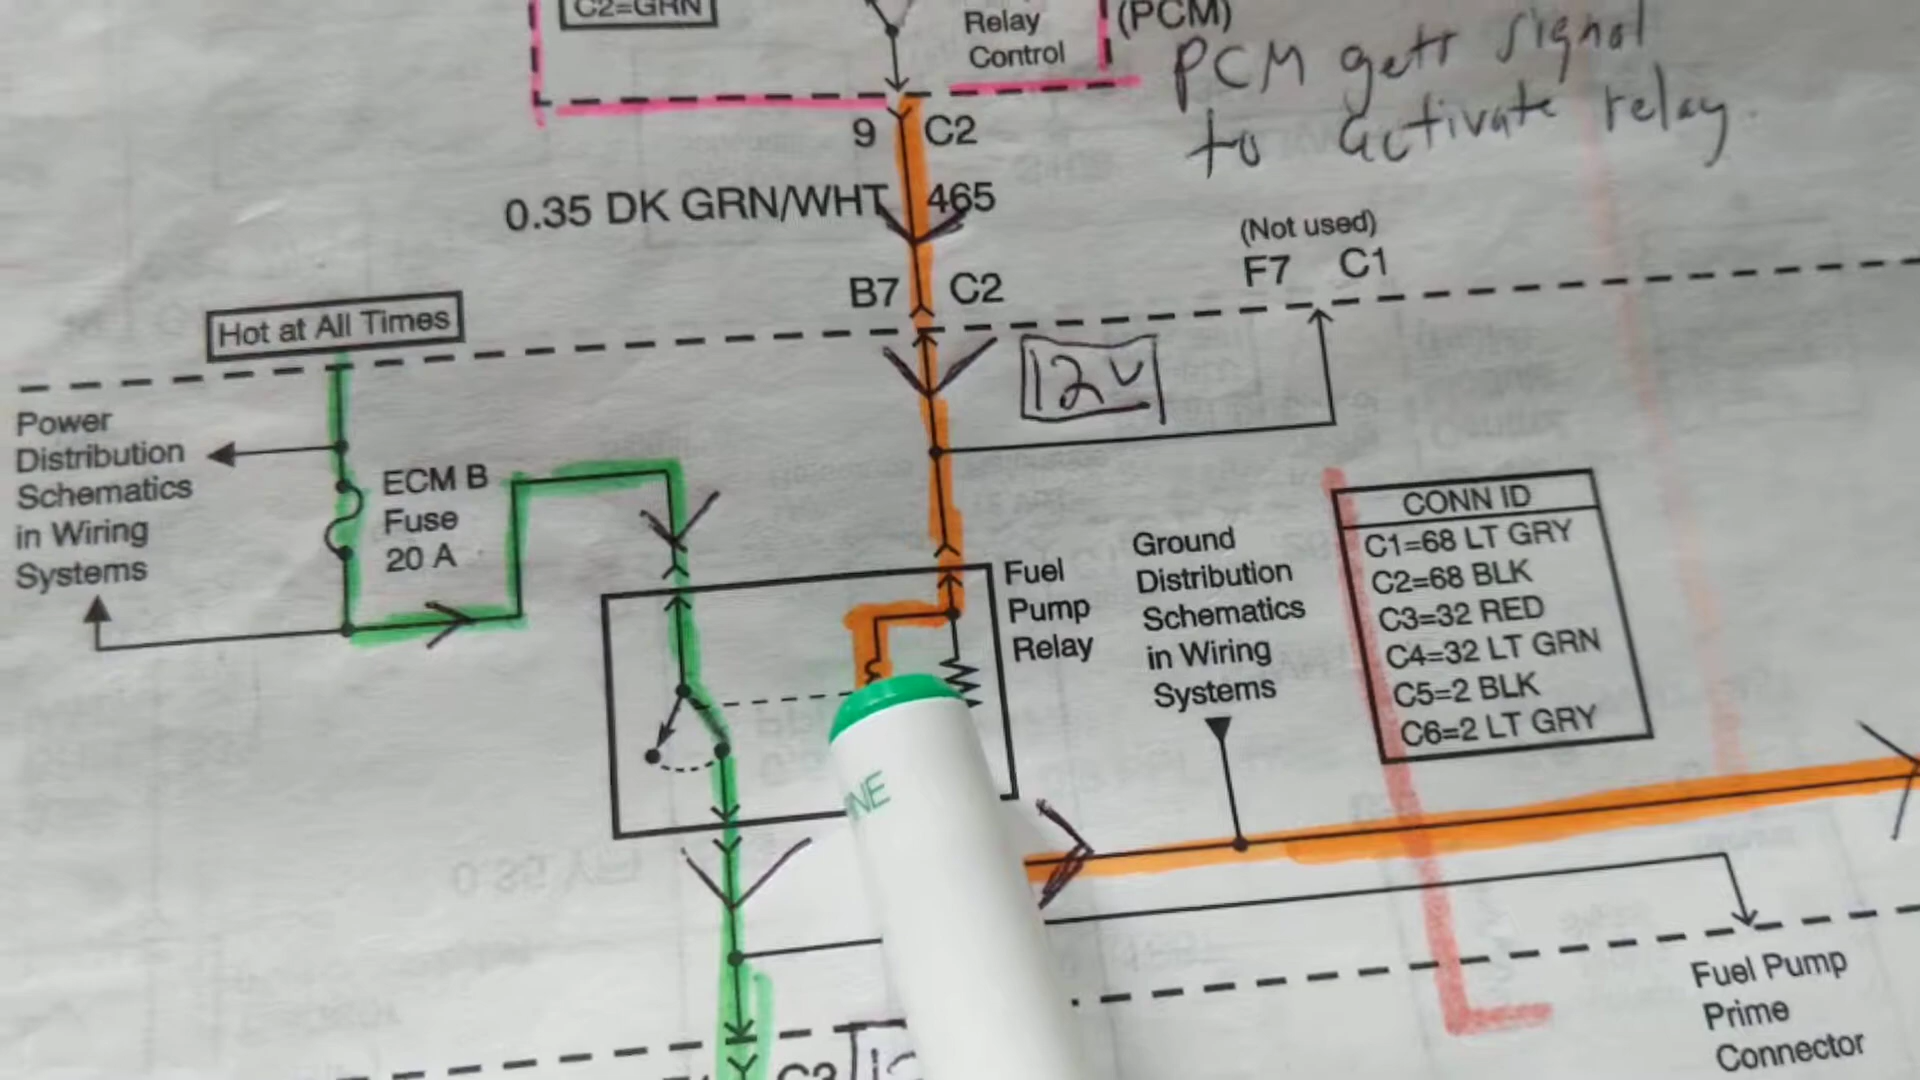 C2=GRN
Relay
Control
(PCM)
PCM gets signal
to activate relay.
9 C2
0.35 DK GRN/WHT 465
B7 C2
(Not used)
F7 C1
Hot at All Times
12v
Power
Distribution
Schematics
in Wiring
Systems
ECM B
Fuse
20 A
Fuel
Pump
Relay
Ground
Distribution
Schematics
in Wiring
Systems
CONN ID
C1=68 LT GRY
C2=68 BLK
C3=32 RED
C4=32 LT GRN
C5=2 BLK
C6=2 LT GRY
NE
Fuel Pump
Prime
Connector
C3